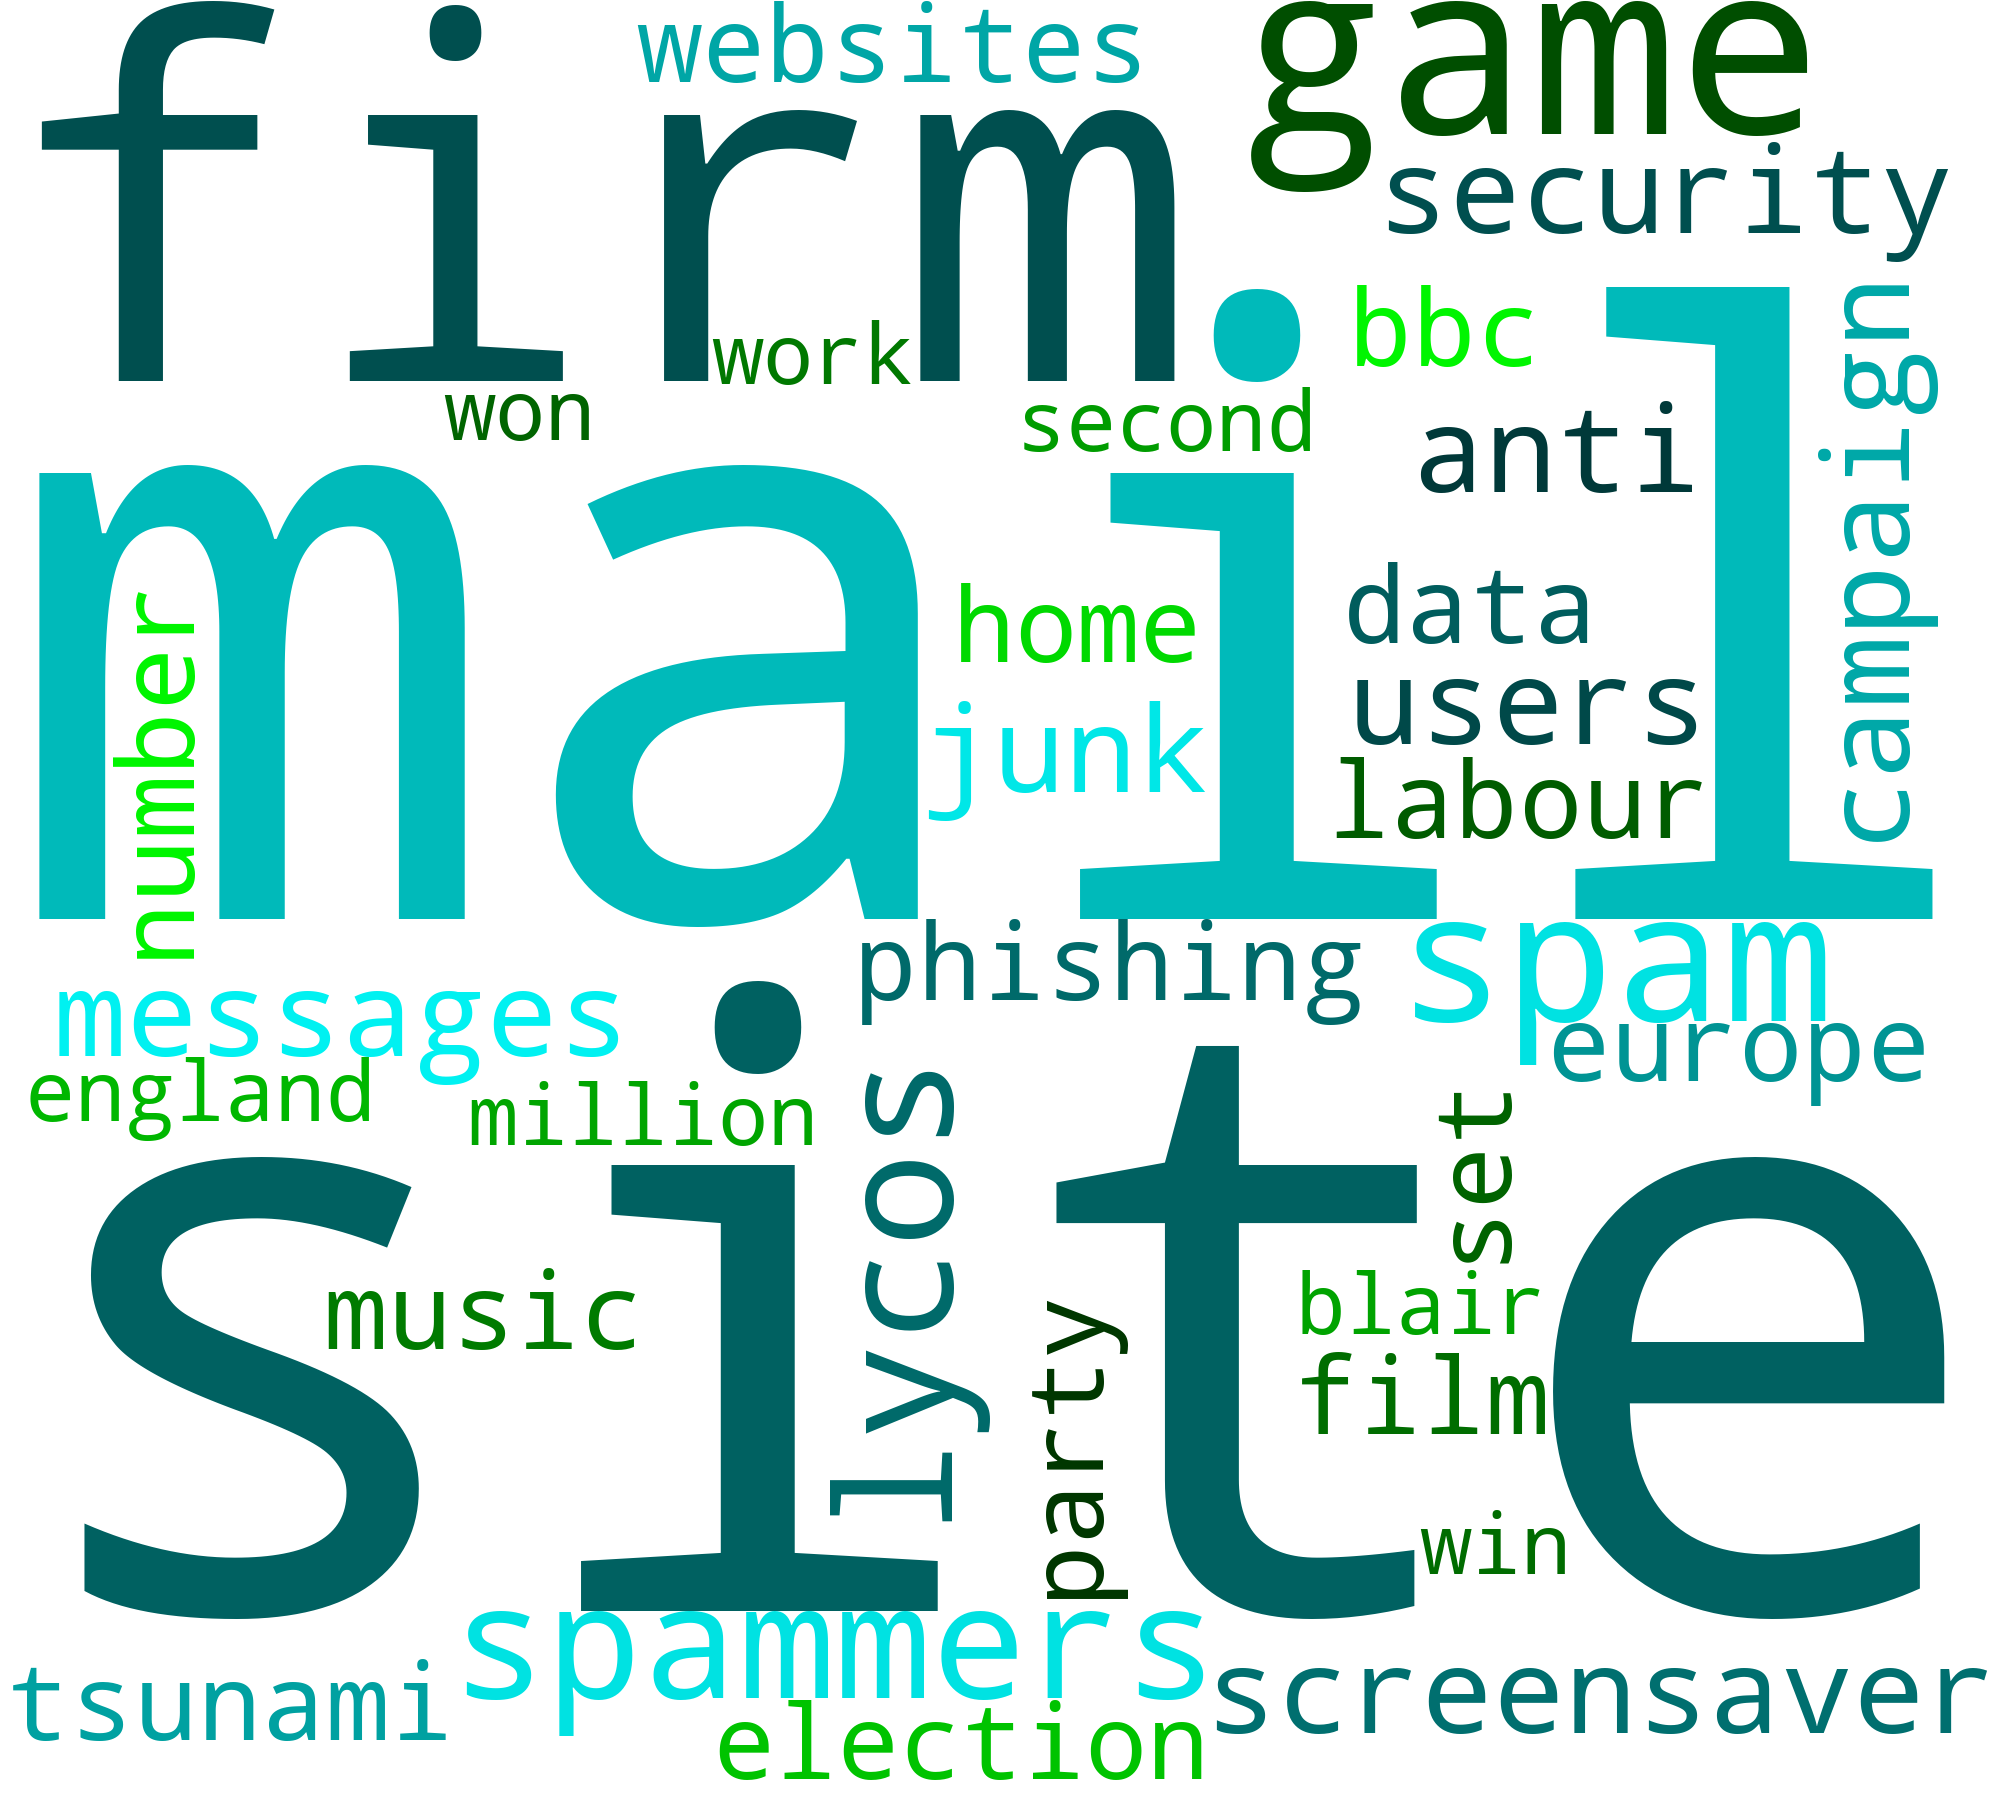 websites
game
firm
security
bbc
work
won
second
anti
campaign
mail
data
home
users
junk
labour
number
phishing
spam
messages
europe
england
million
lycos
set
site
music
blair
party
film
win
spammers
screensaver
tsunami
election